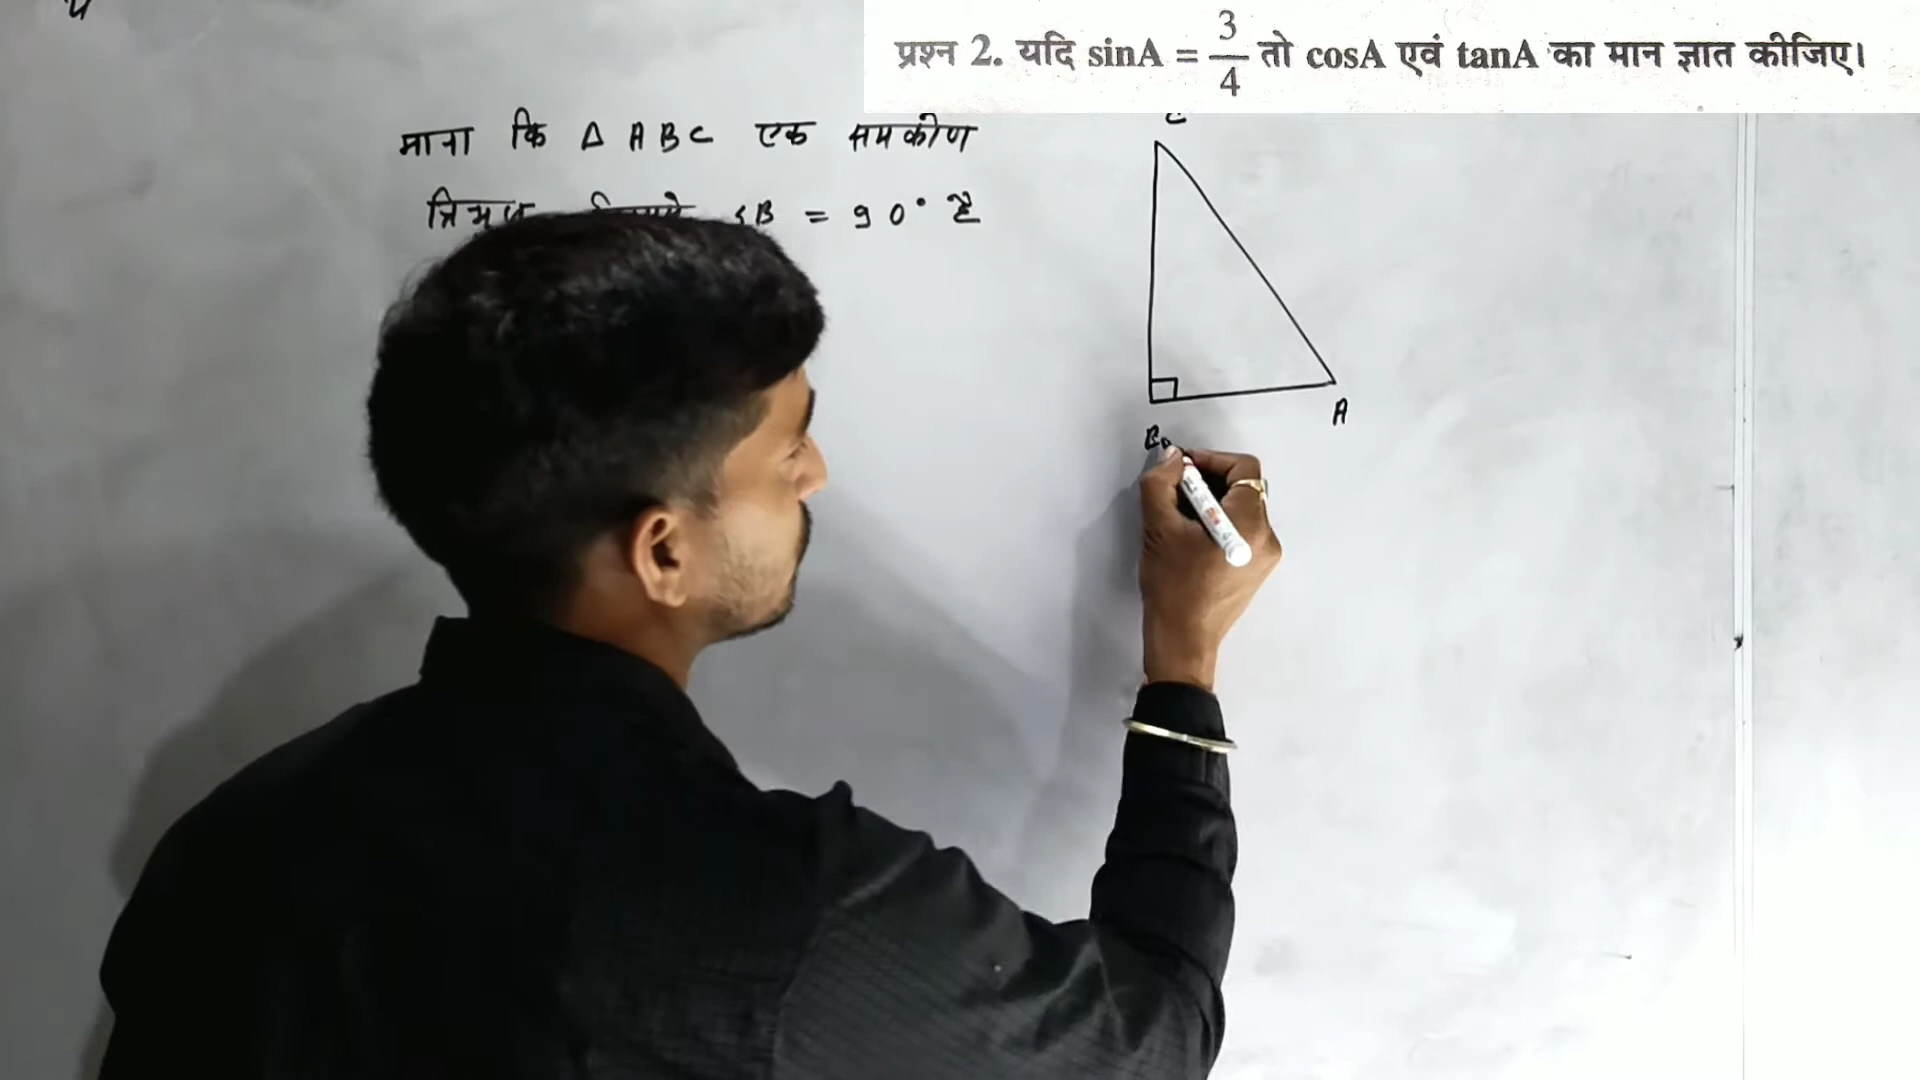 प्रश्न 2. यदि sinA = 3/4 तो cosA एवं tanA का मान ज्ञात कीजिए।
माना कि Δ ABC एक समकोण
∠B = 90° है
C
A
B